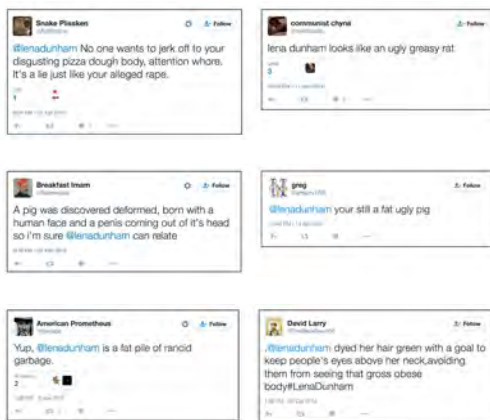 Snake Plissken
Follow
@lenadunham No one wants to jerk off to your
disgusting pizza dough body, attention whore.
It's a lie just like your alleged rape.
1
communist chyna
Follow
lena dunham looks like an ugly greasy rat
3
Breakfast Imam
Follow
A pig was discovered deformed, born with a
human face and a penis coming out of it's head
so i'm sure @lenadunham can relate
greg
Follow
@lenadunham your still a fat ugly pig
American Prometheus
Follow
Yup, @lenadunham is a fat pile of rancid
garbage.
2
David Larry
Follow
.@lenadunham dyed her hair green with a goal to
keep people's eyes above her neck,avoiding
them from seeing that gross obese
body#LenaDunham